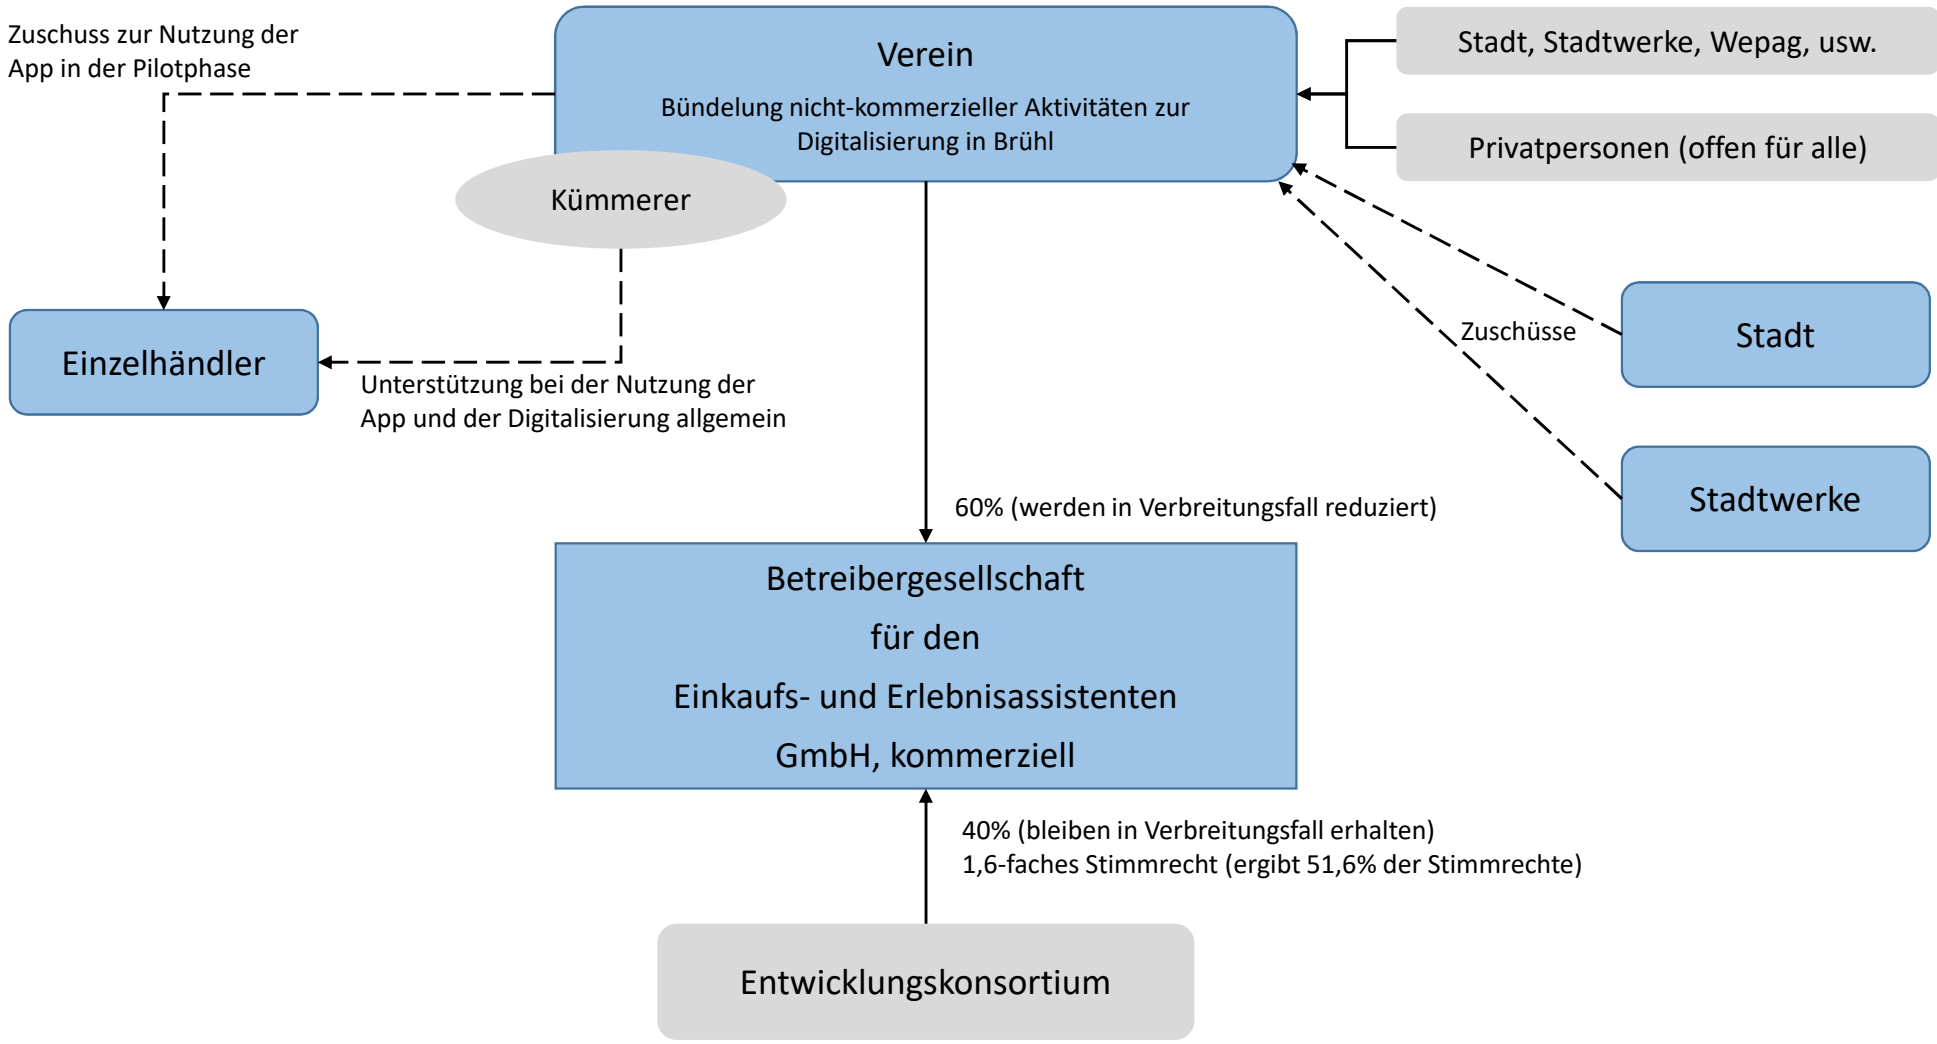 Zuschuss zur Nutzung der
App in der Pilotphase
Verein
Bündelung nicht-kommerzieller Aktivitäten zur
Digitalisierung in Brühl
Stadt, Stadtwerke, Wepag, usw.
Privatpersonen (offen für alle)
Kümmerer
Einzelhändler
Unterstützung bei der Nutzung der
App und der Digitalisierung allgemein
Zuschüsse
Stadt
Stadtwerke
60% (werden in Verbreitungsfall reduziert)
Betreibergesellschaft
für den
Einkaufs- und Erlebnisassistenten
GmbH, kommerziell
40% (bleiben in Verbreitungsfall erhalten)
1,6-faches Stimmrecht (ergibt 51,6% der Stimmrechte)
Entwicklungskonsortium